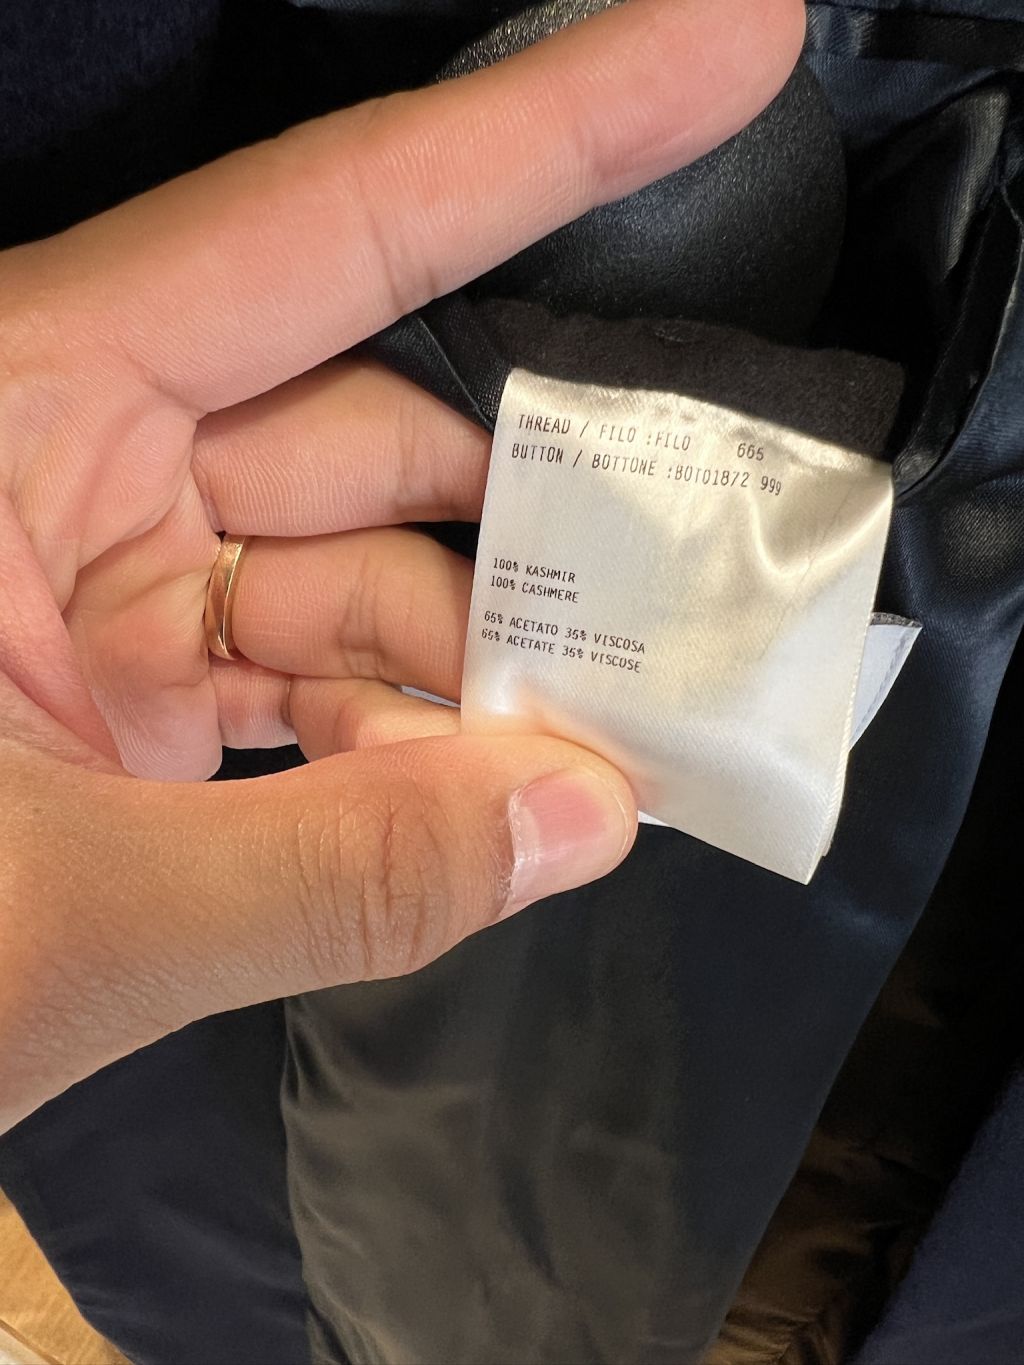 THREAD / FILO :FILO 665
BUTTON / BOTTONE :BOTO1872 999
100% KASHMIR
100% CASHMERE
65% ACETATO 35% VISCOSA
65% ACETATE 35% VISCOSE